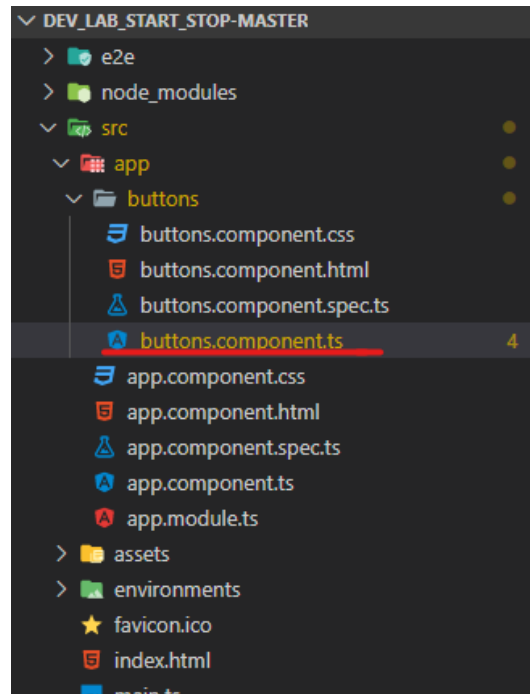 DEV_LAB_START_STOP-MASTER
e2e
node_modules
src
app
buttons
buttons.component.css
buttons.component.html
buttons.component.spec.ts
buttons.component.ts 4
app.component.css
app.component.html
app.component.spec.ts
app.component.ts
app.module.ts
assets
environments
favicon.ico
index.html
main.ts